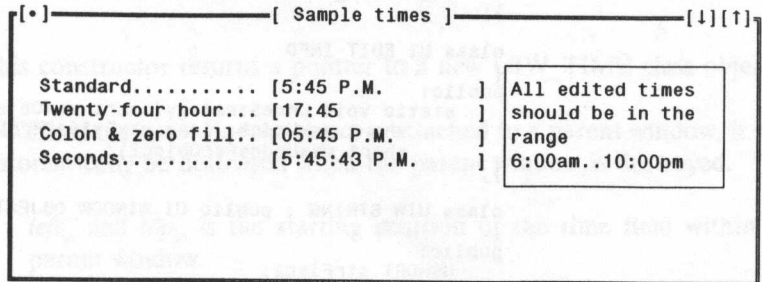 [•] [ Sample times ] [↓][↑]
Standard........... [5:45 P.M. ]
Twenty-four hour... [17:45 ]
Colon zero fill.... [05:45 P.M. ]
Seconds............ [5:45:43 P.M. ]
All edited times
should be in the
range
6:00am..10:00pm